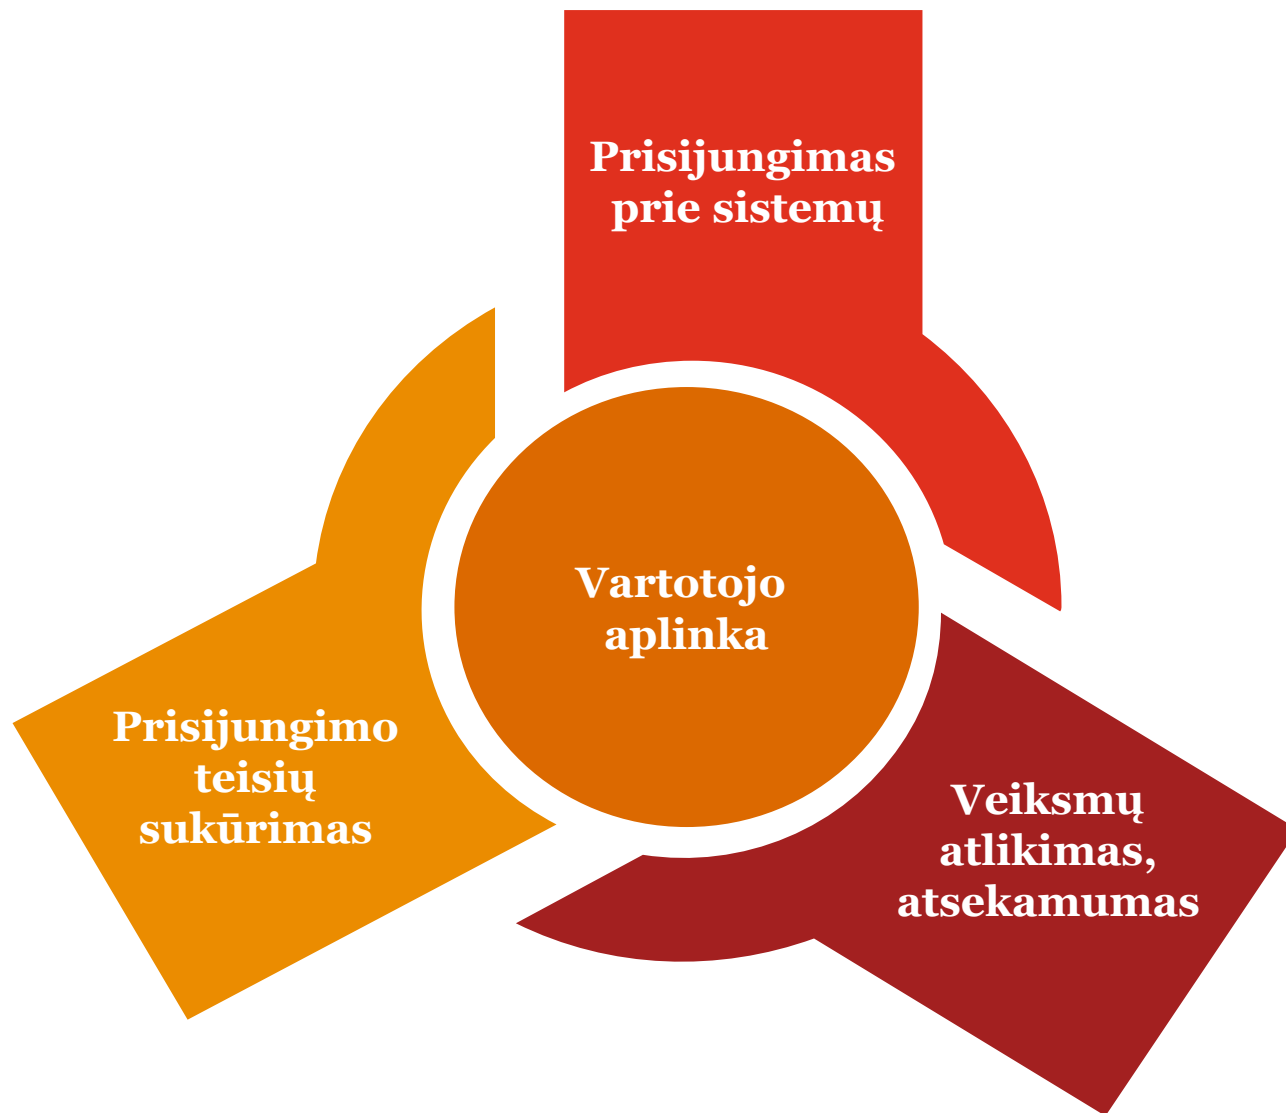 Prisijungimas
prie sistemų
Vartotojo
aplinka
Prisijungimo
teisių
sukūrimas
Veiksmų
atlikimas,
atsekamumas